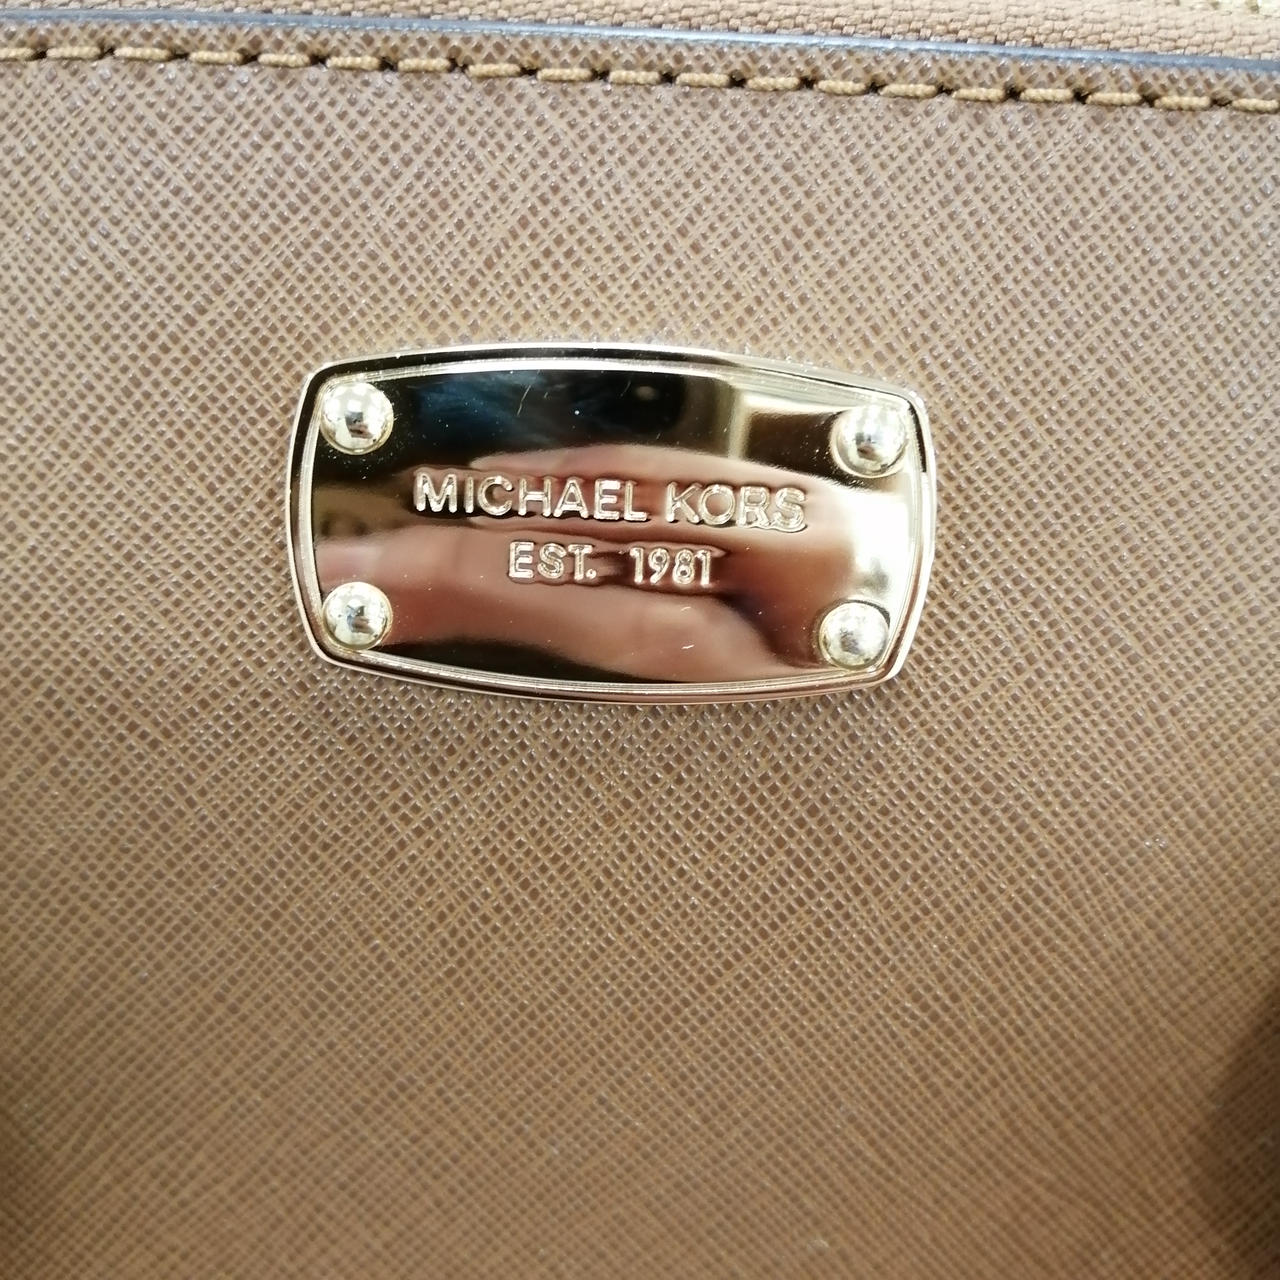 MICHAEL KORS
EST. 1981